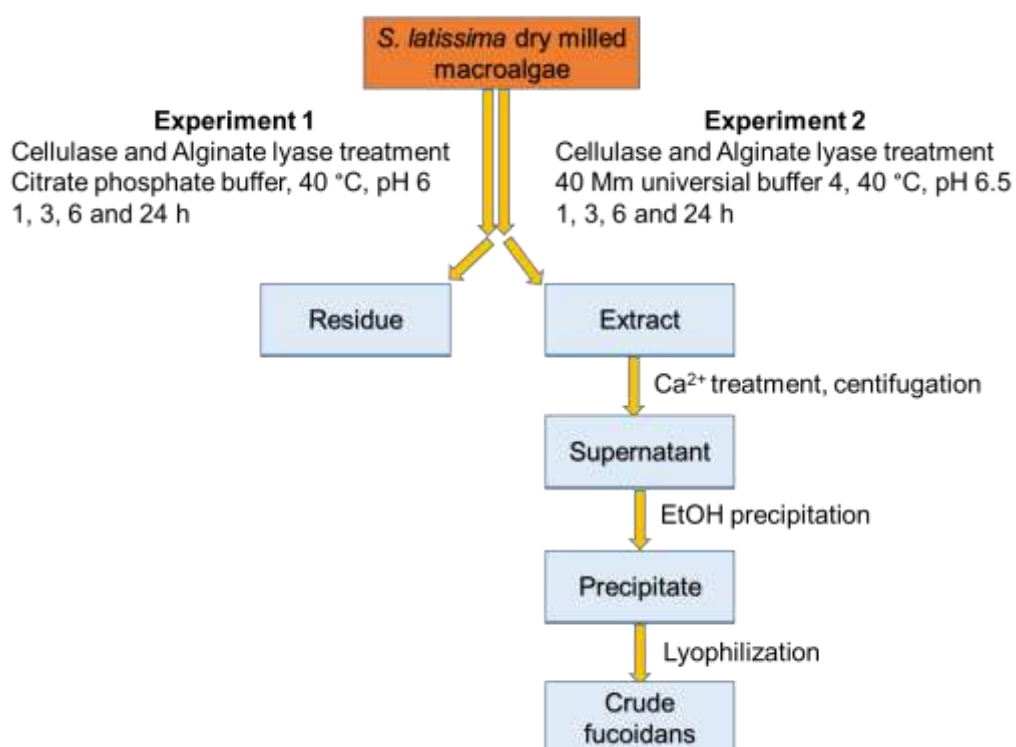 S. latissima dry milled
macroalgae
Experiment 1
Cellulase and Alginate lyase treatment
Citrate phosphate buffer, 40 °C, pH 6
1, 3, 6 and 24 h
Experiment 2
Cellulase and Alginate lyase treatment
40 Mm universial buffer 4, 40 °C, pH 6.5
1, 3, 6 and 24 h
Residue
Extract
Ca²⁺ treatment, centifugation
Supernatant
EtOH precipitation
Precipitate
Lyophilization
Crude
fucoidans